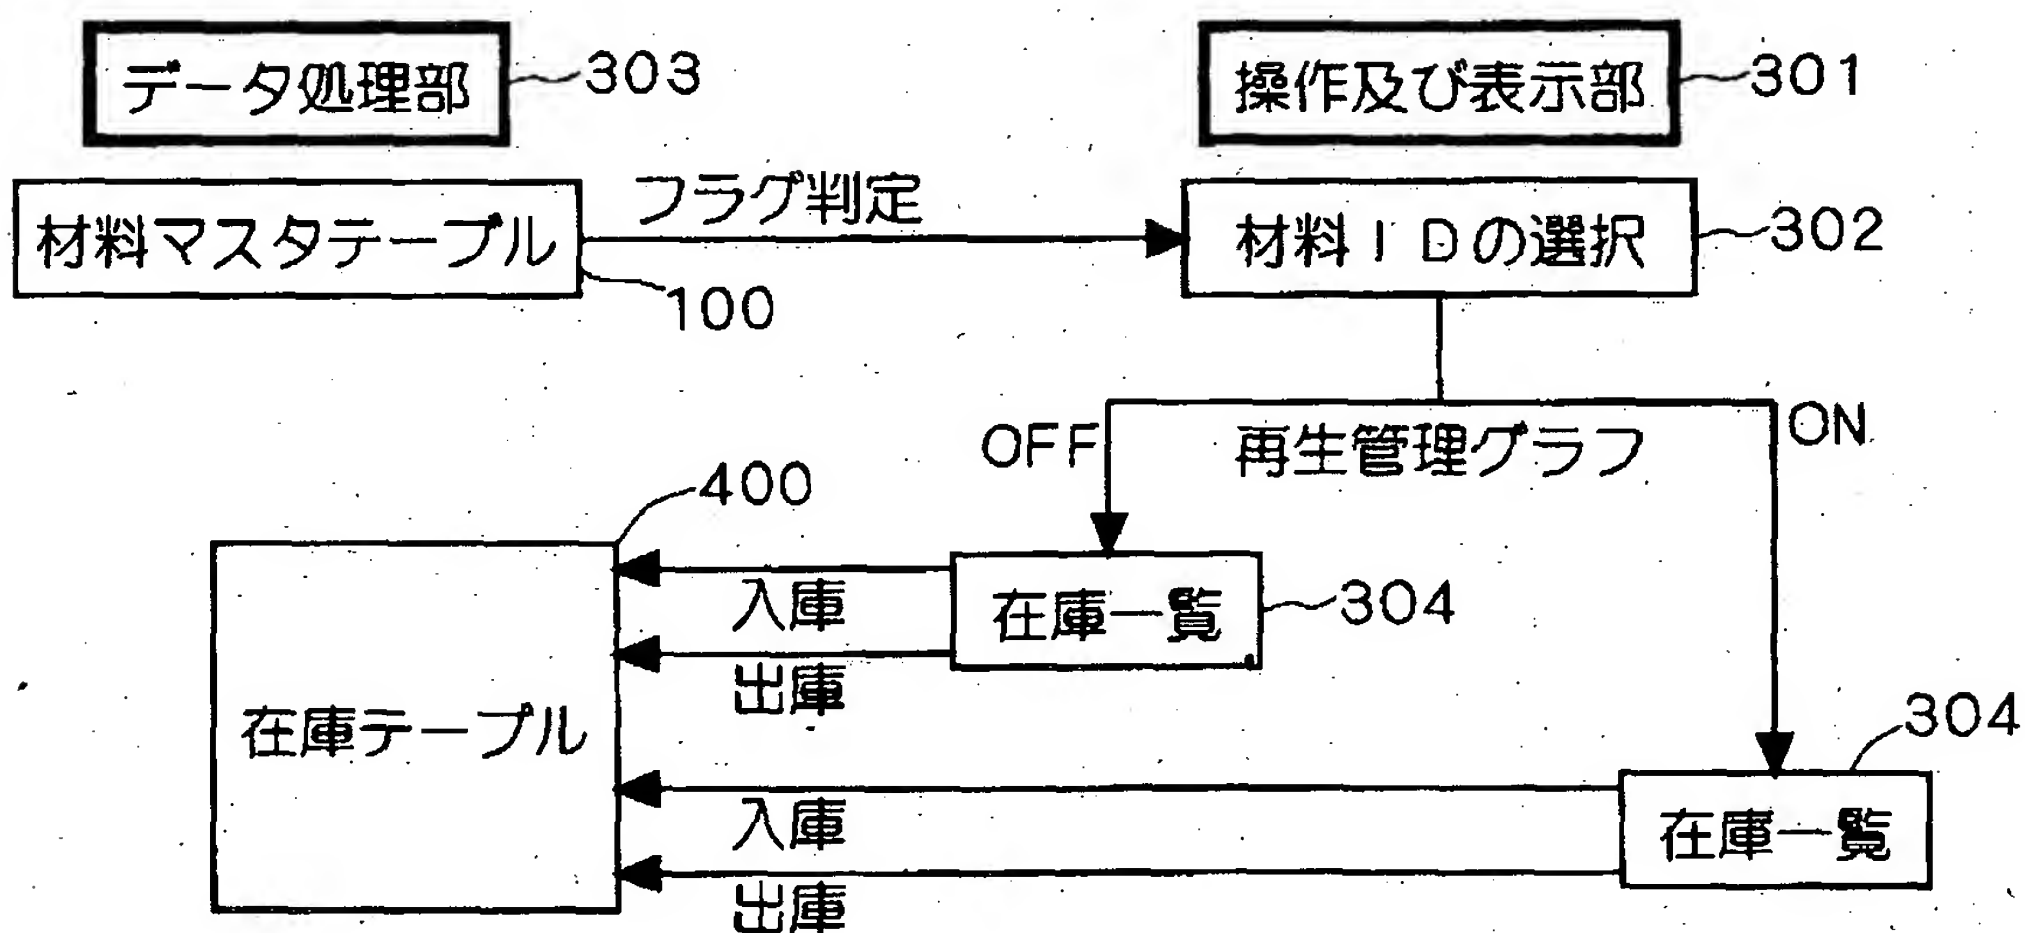 データ処理部
303
操作及び表示部
301
材料マスタテーブル
100
フラグ判定
材料IDの選択
302
OFF
再生管理グラフ
ON
400
在庫テーブル
入庫
出庫
在庫一覧
304
入庫
出庫
在庫一覧
304